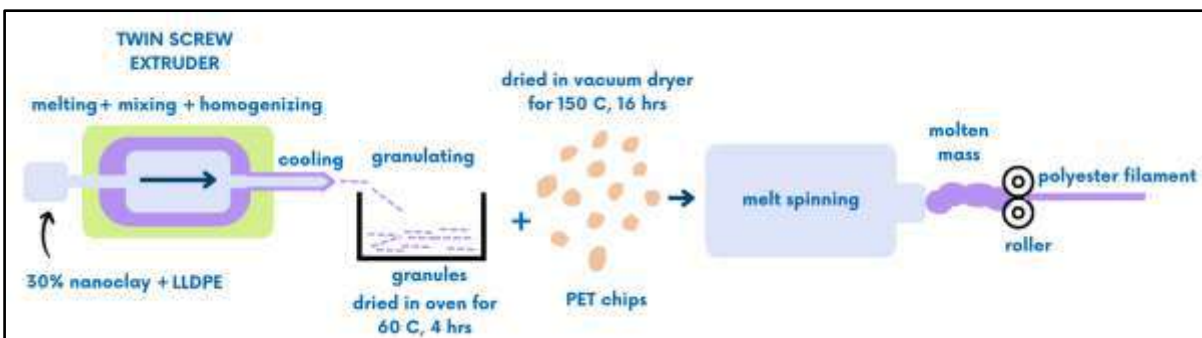 TWIN SCREW
EXTRUDER
melting+ mixing + homogenizing
cooling
granulating
30% nanoclay + LLDPE
granules
dried in oven for
60 C, 4 hrs
+
dried in vacuum dryer
for 150 C, 16 hrs
PET chips
melt spinning
molten
mass
polyester filament
roller